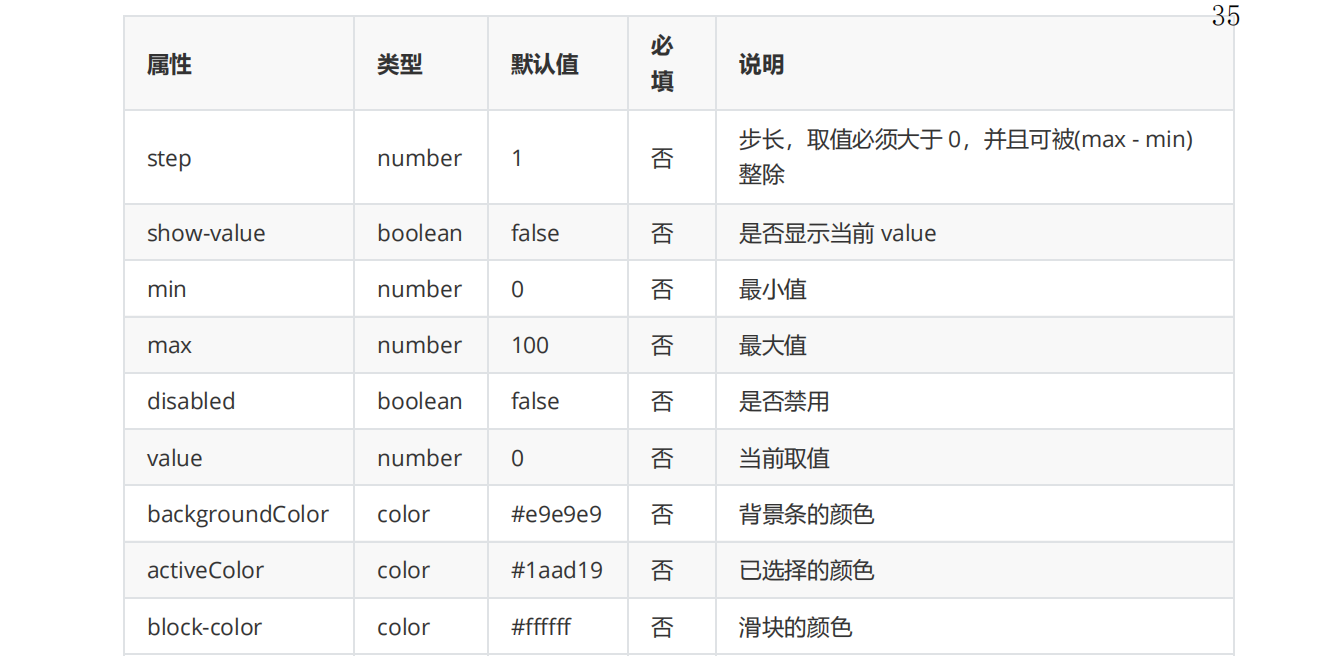 35
属性 类型 默认值 必填 说明
step number 1 否 步长，取值必须大于 0，并且可被(max - min)
整除
show-value boolean false 否 是否显示当前 value
min number 0 否 最小值
max number 100 否 最大值
disabled boolean false 否 是否禁用
value number 0 否 当前取值
backgroundColor color #e9e9e9 否 背景条的颜色
activeColor color #1aad19 否 已选择的颜色
block-color color #ffffff 否 滑块的颜色